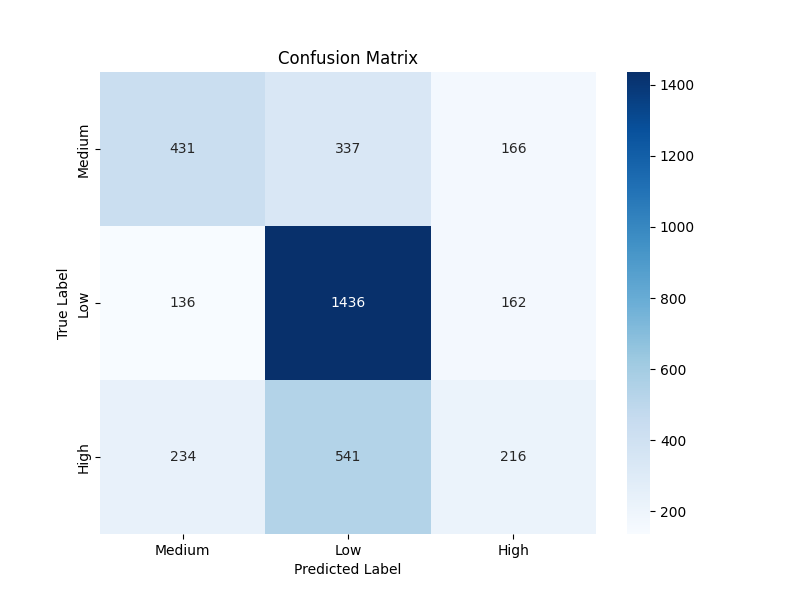 Confusion Matrix
True Label
Medium 431 337 166
Low 136 1436 162
High 234 541 216
Medium Low High
Predicted Label
1400
1200
1000
800
600
400
200